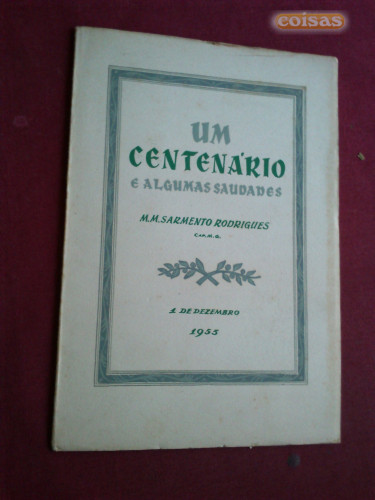 coisas
UM
CENTENÁRIO
E ALGUMAS SAUDADES
M.M. SARMENTO RODRIGUES
1 DE DEZEMBRO
1955